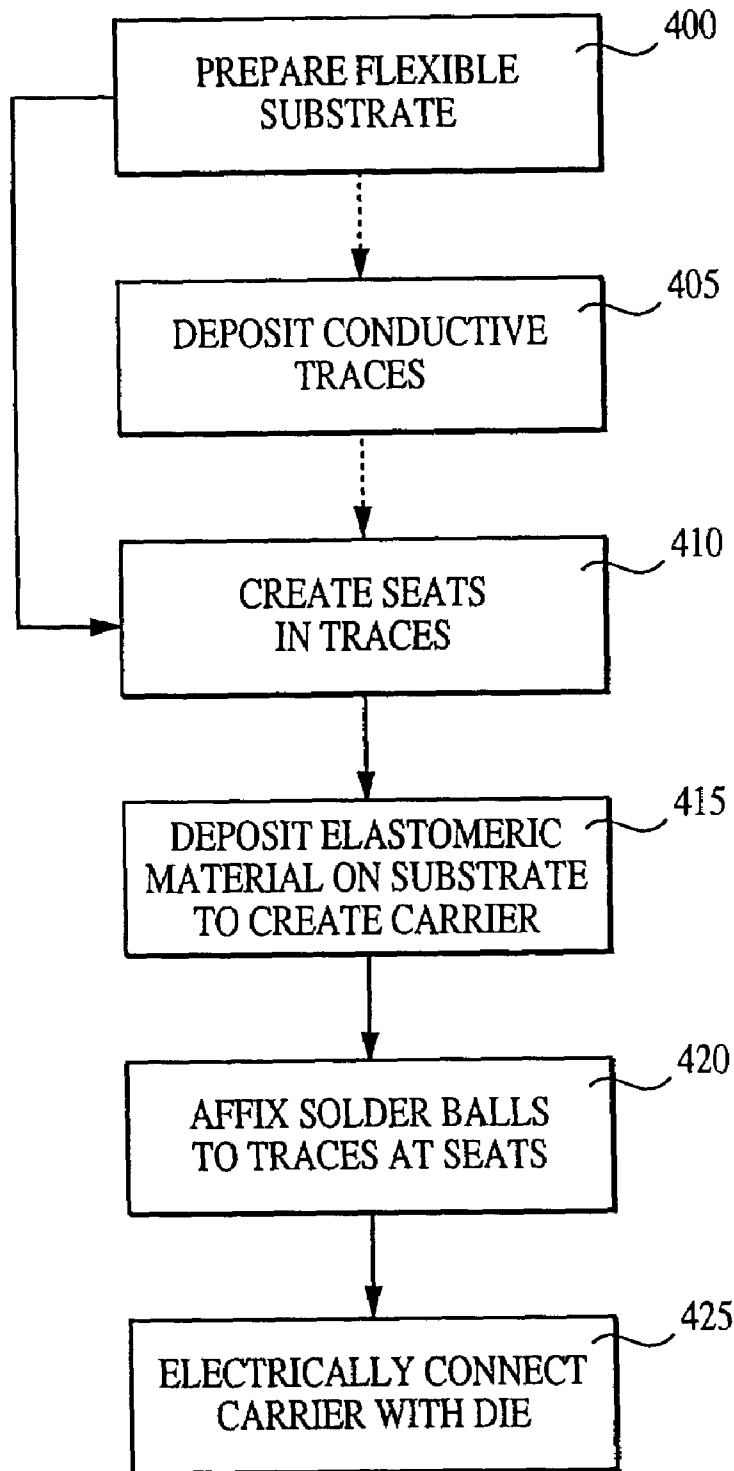 400
PREPARE FLEXIBLE
SUBSTRATE
405
DEPOSIT CONDUCTIVE
TRACES
410
CREATE SEATS
IN TRACES
415
DEPOSIT ELASTOMERIC
MATERIAL ON SUBSTRATE
TO CREATE CARRIER
420
AFFIX SOLDER BALLS
TO TRACES AT SEATS
425
ELECTRICALLY CONNECT
CARRIER WITH DIE